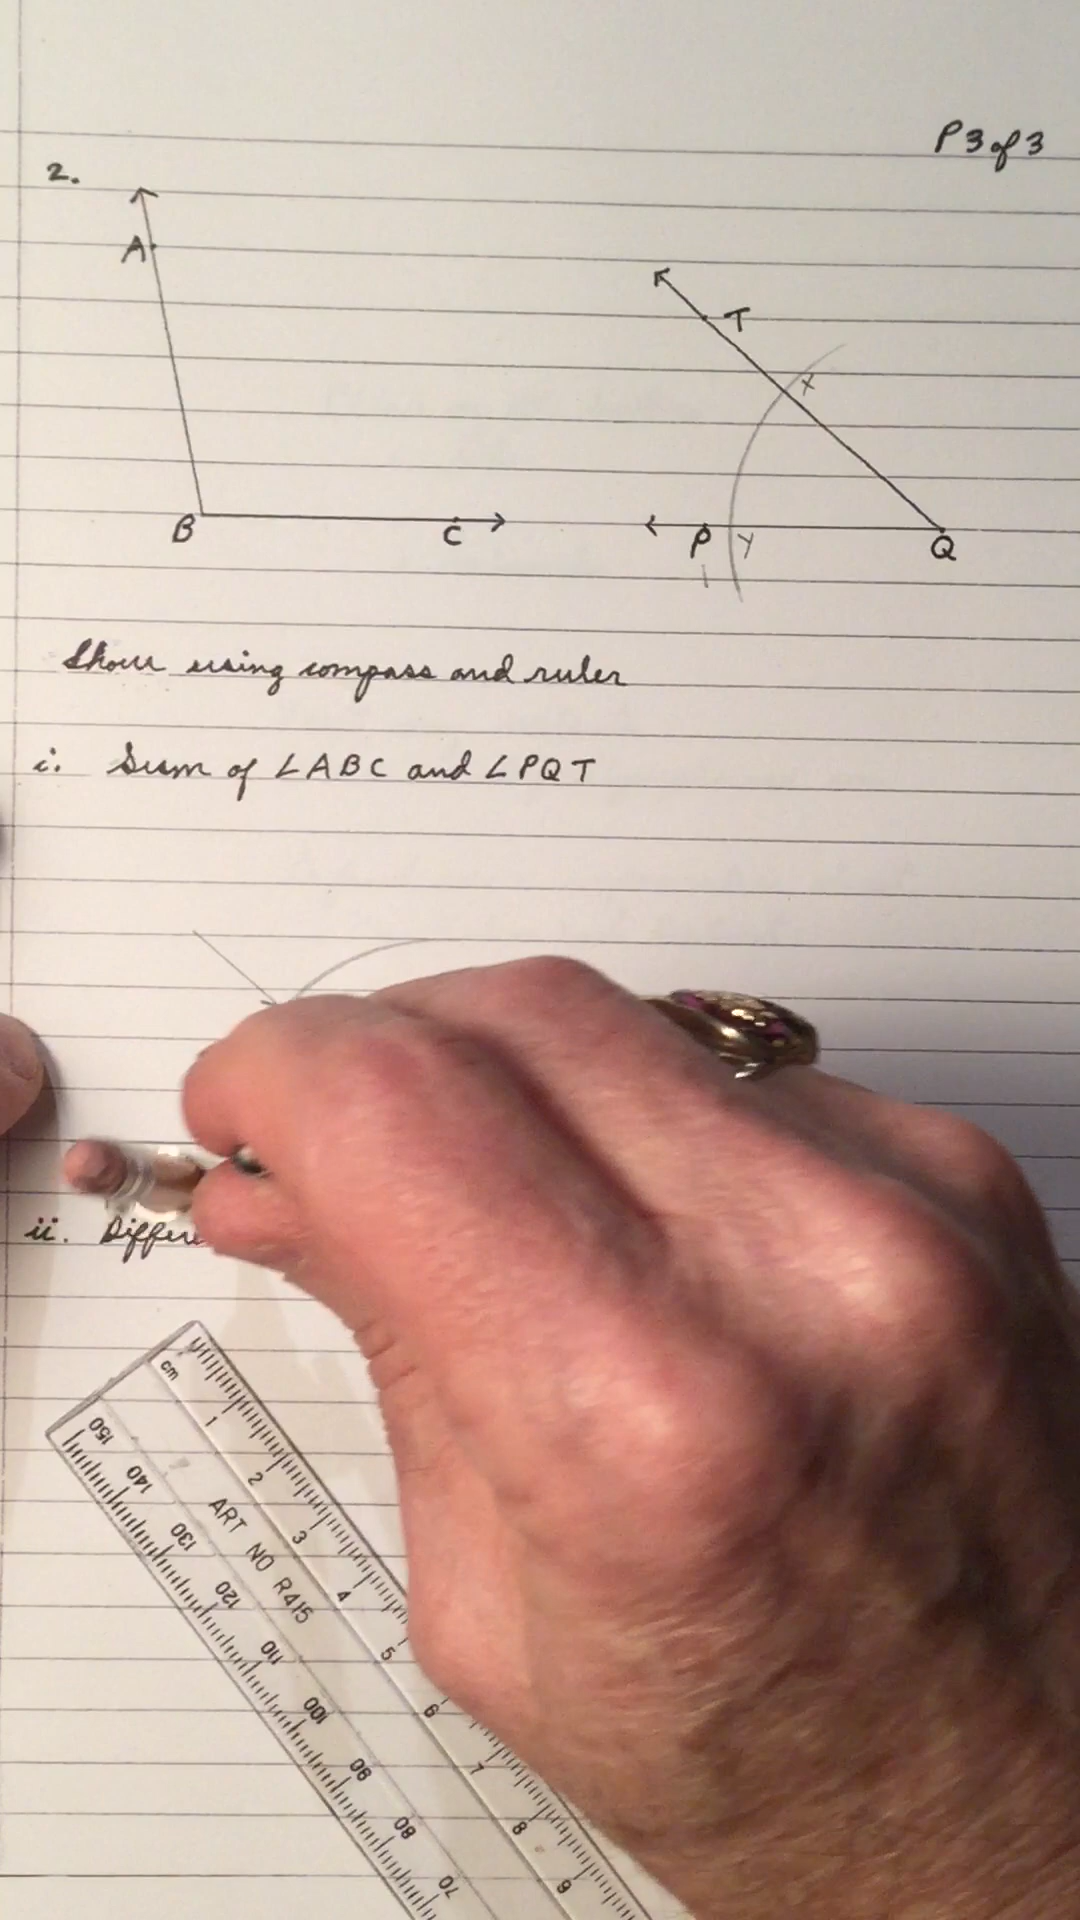 P 3 of 3
2.
A
T
X
B
C
P
Y
Q
Show using compass and ruler
i. Sum of ∠ABC and ∠PQT
ii.
cm
1
2
3
4
5
6
7
8
9
ART NO R415
150
140
130
120
110
100
90
80
70